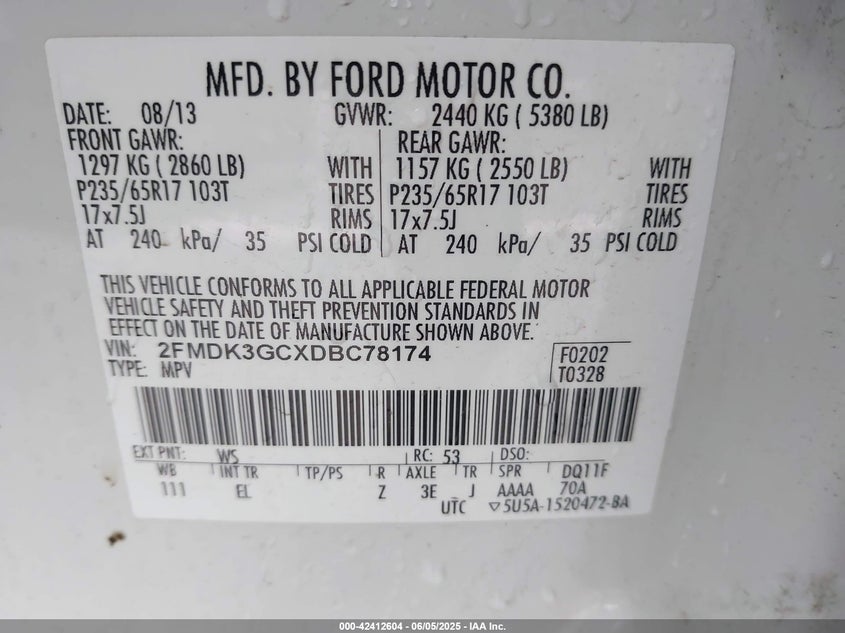 MFD. BY FORD MOTOR CO.
DATE: 08/13 GVWR: 2440 KG ( 5380 LB)
FRONT GAWR: REAR GAWR:
1297 KG ( 2860 LB) WITH 1157 KG ( 2550 LB) WITH
P235/65R17 103T TIRES P235/65R17 103T TIRES
17x7.5J RIMS 17x7.5J RIMS
AT 240 kPa/ 35 PSI COLD AT 240 kPa/ 35 PSI COLD
THIS VEHICLE CONFORMS TO ALL APPLICABLE FEDERAL MOTOR
VEHICLE SAFETY AND THEFT PREVENTION STANDARDS IN
EFFECT ON THE DATE OF MANUFACTURE SHOWN ABOVE.
VIN: 2FMDK3GCXDBC78174 F0202
TYPE: MPV T0328
EXT PNT: WS RC: 53 DSO:
WB INT TR TP/PS R AXLE TR SPR DQ11F
111 EL Z 3E J AAAA 70A
UTC ▽5U5A-1520472-BA
000-42412604 - 06/05/2025 - IAA Inc.